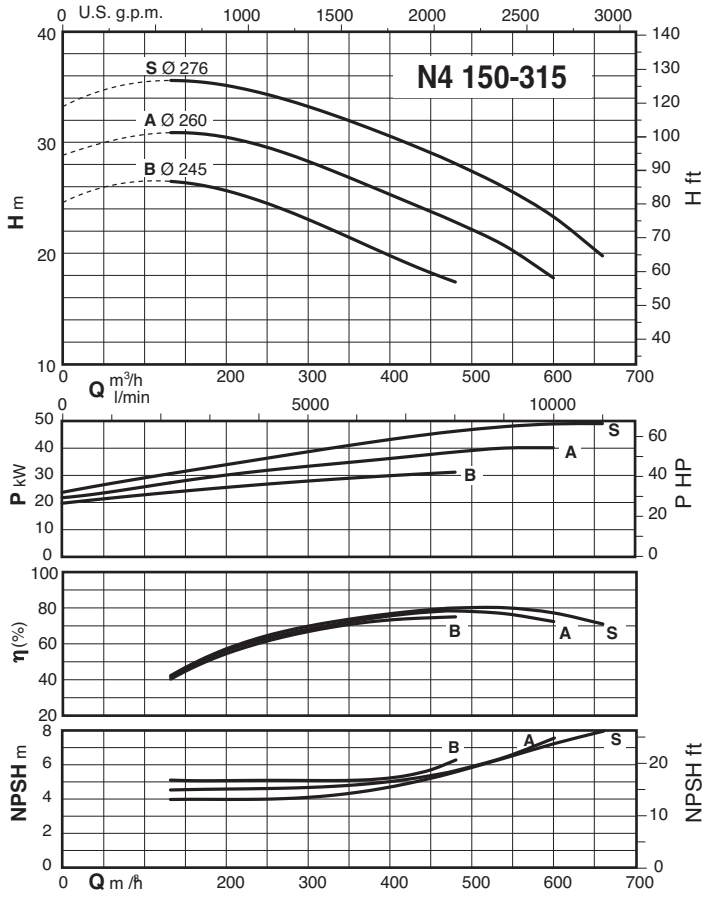 0 U.S. g.p.m. 1000 1500 2000 2500 3000
40 140
S Ø 276 N4 150-315 130
120
A Ø 260 110
30 100
B Ø 245 90
H m H ft
80
70
20 60
50
40
10
0 200 300 400 500 600 700
Q m³/h
l/min
0 5000 10000
50 S 60
40 A
30 B 40
P kW P HP
20 20
10
0 0
100
80
B A S
60
η(%)
40
20
8 B A S
6 20
NPSH m NPSH ft
4 10
2
0 0
0 Q 200 300 400 500 600 700